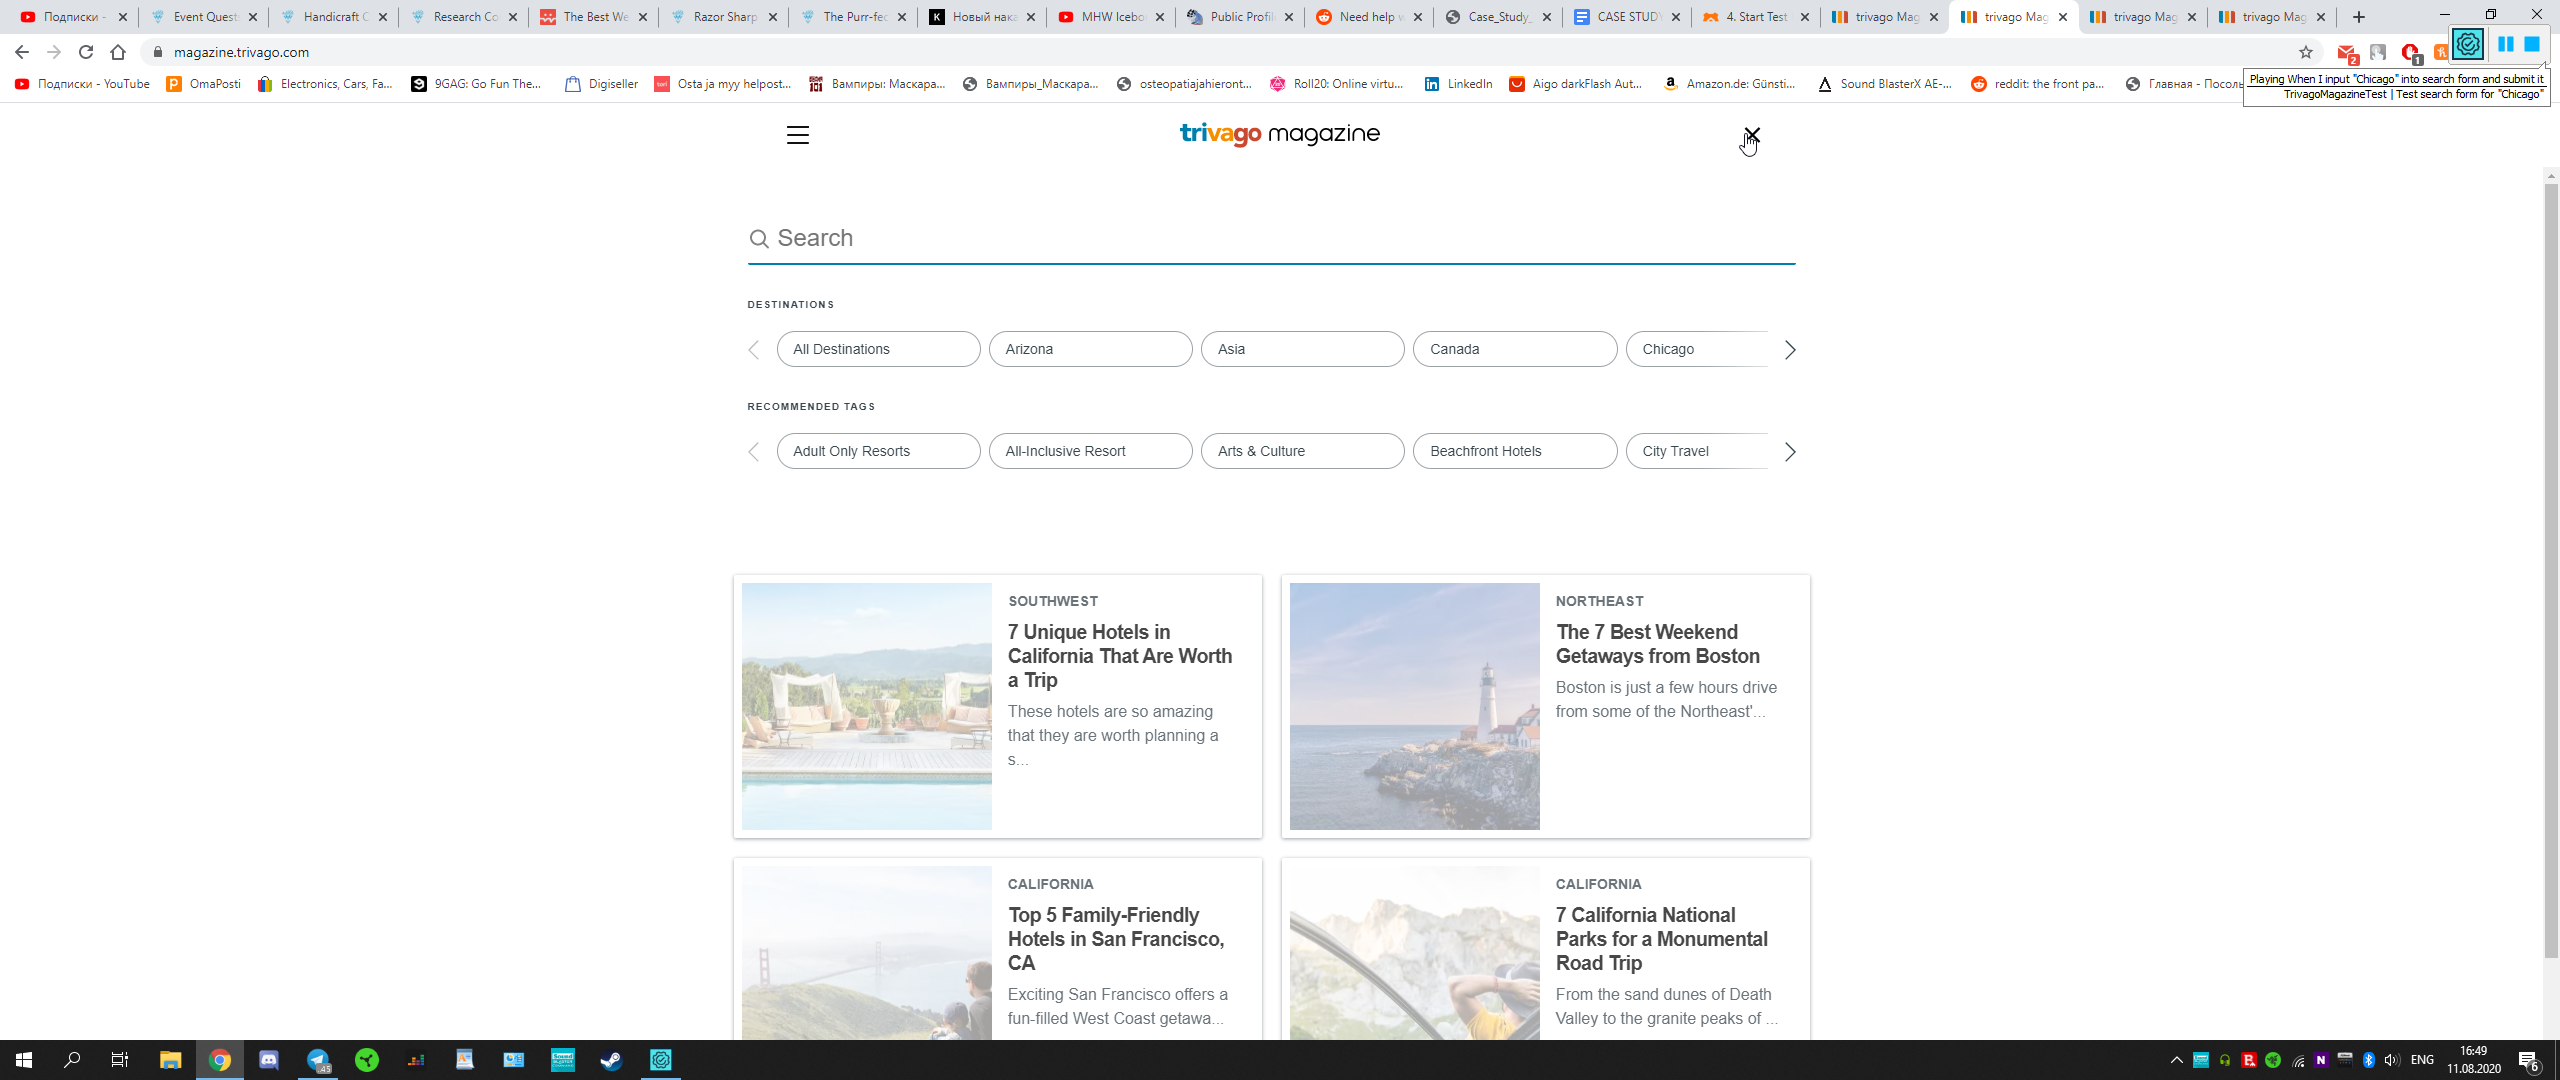 Подписки -
Event Quest
Handicraft C
Research Co
The Best We
Razor Sharp
The Purr-fec
Новый нака
MHW Icebo
Public Profil
Need help w
Case_Study_
CASE STUDY
4. Start Test
trivago Mag
trivago Mag
trivago Mag
trivago Mag
magazine.trivago.com
Подписки - YouTube
OmaPosti
Electronics, Cars, Fa...
9GAG: Go Fun The...
Digiseller
Osta ja myy helpost...
Вампиры: Маскара...
Вампиры_Маскара...
osteopatiajahieront...
Roll20: Online virtu...
LinkedIn
Aigo darkFlash Aut...
Amazon.de: Günsti...
Sound BlasterX AE-...
reddit: the front pa...
Главная - Посоль
Playing When I input "Chicago" into search form and submit it
TrivagoMagazineTest | Test search form for "Chicago"
trivago magazine
Search
DESTINATIONS
All Destinations
Arizona
Asia
Canada
Chicago
RECOMMENDED TAGS
Adult Only Resorts
All-Inclusive Resort
Arts & Culture
Beachfront Hotels
City Travel
SOUTHWEST
7 Unique Hotels in
California That Are Worth
a Trip
These hotels are so amazing
that they are worth planning a
s...
NORTHEAST
The 7 Best Weekend
Getaways from Boston
Boston is just a few hours drive
from some of the Northeast'...
CALIFORNIA
Top 5 Family-Friendly
Hotels in San Francisco,
CA
Exciting San Francisco offers a
fun-filled West Coast getawa...
CALIFORNIA
7 California National
Parks for a Monumental
Road Trip
From the sand dunes of Death
Valley to the granite peaks of ...
ENG
16:49
11.08.2020